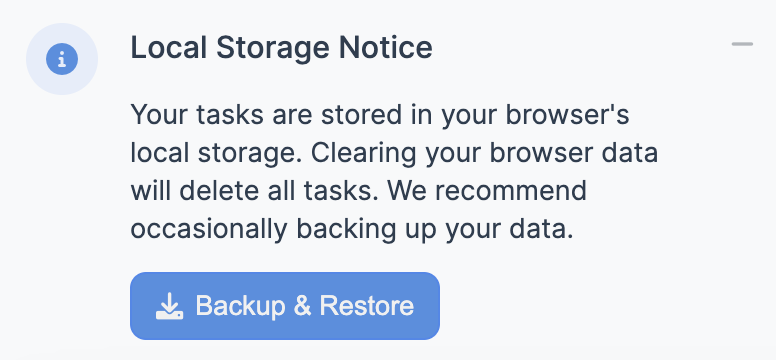 Local Storage Notice
Your tasks are stored in your browser's
local storage. Clearing your browser data
will delete all tasks. We recommend
occasionally backing up your data.
Backup & Restore